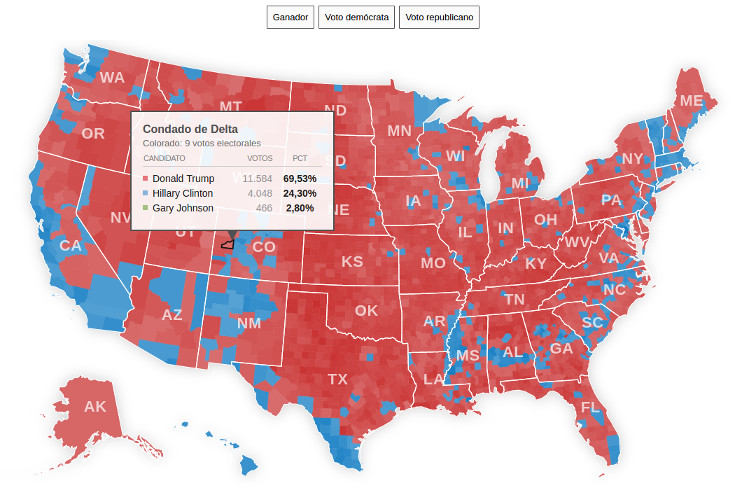 Ganador Voto demócrata Voto republicano
WA
MT
ND
ME
OR
MN
Condado de Delta
Colorado: 9 votos electorales
CANDIDATO VOTOS PCT
Donald Trump 11.584 69,53%
Hillary Clinton 4.048 24,30%
Gary Johnson 466 2,80%
SD
WI
NY
MI
NE
IA
PA
NV
UT
CO
IL
IN
OH
CA
WV
VA
KS
MO
KY
NC
AZ
NM
OK
TN
AR
SC
MS
AL
GA
TX
LA
AK
FL